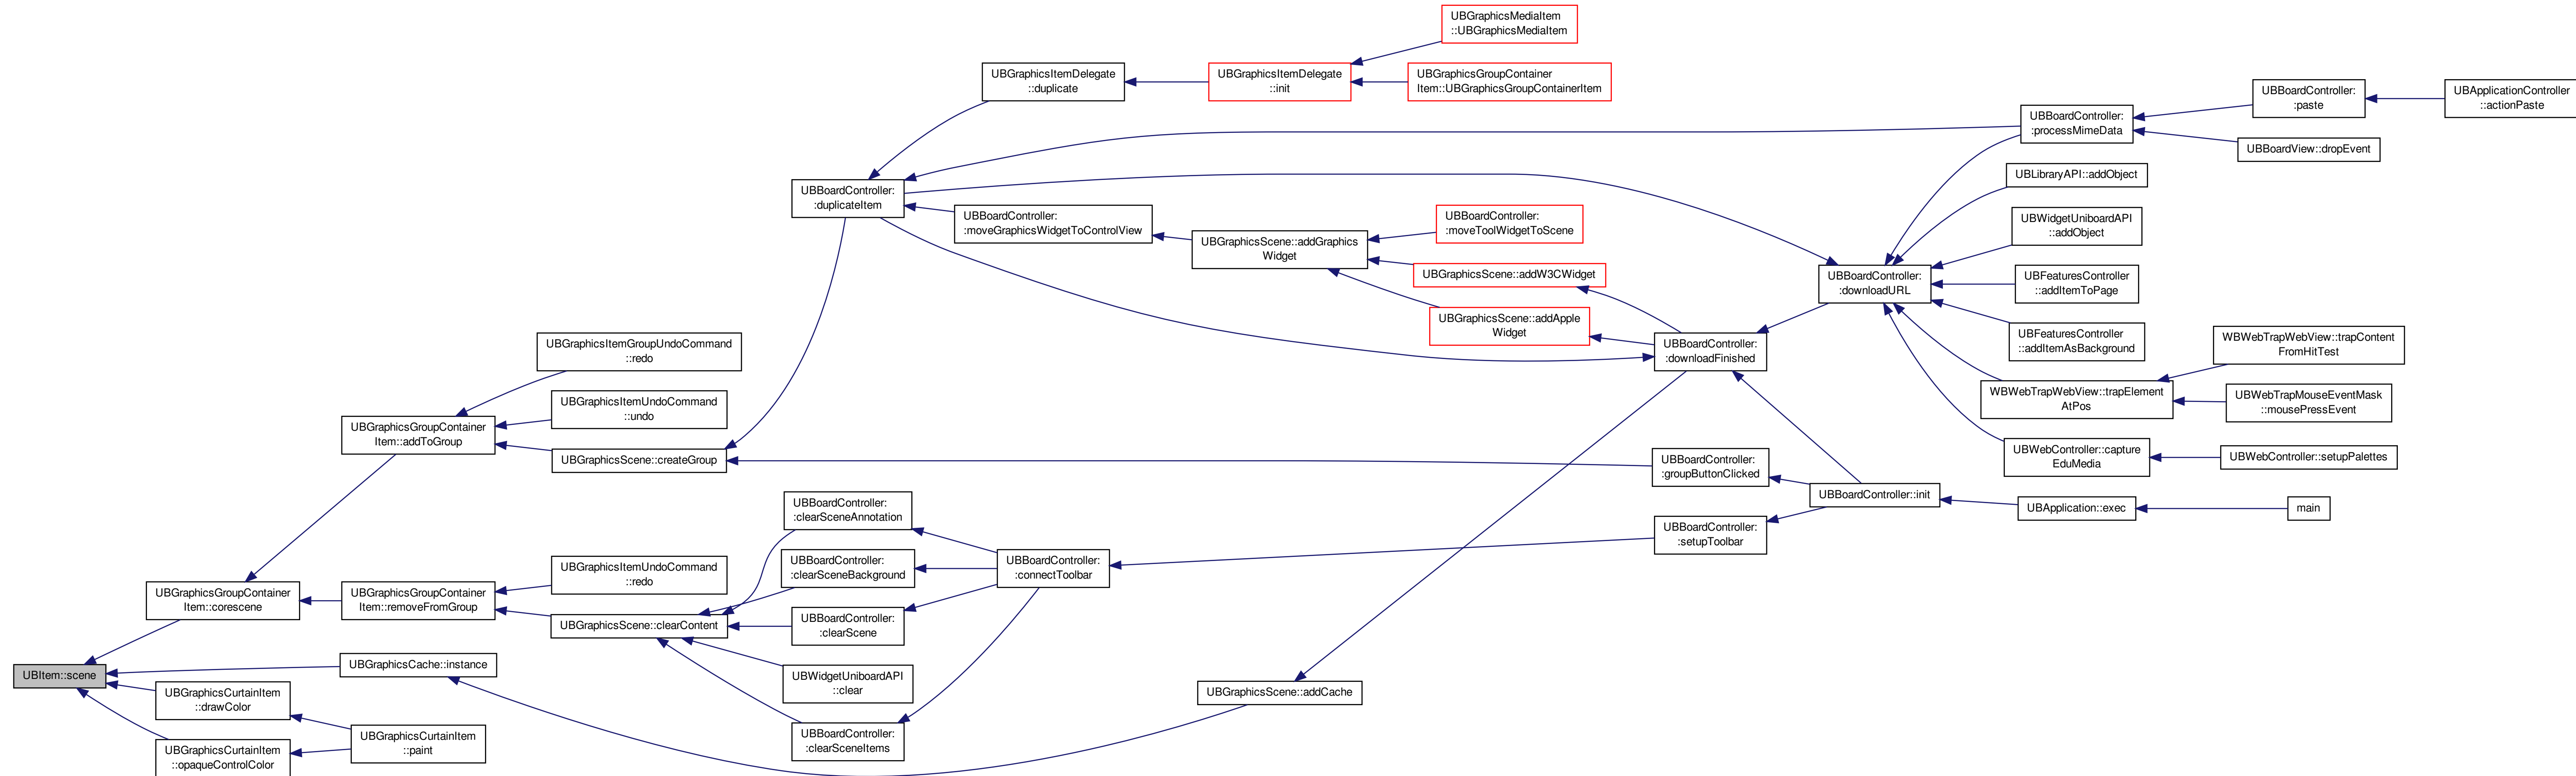 UBGraphicsMediaItem
::UBGraphicsMediaItem
UBGraphicsItemDelegate
::duplicate
UBGraphicsItemDelegate
::init
UBGraphicsGroupContainer
Item::UBGraphicsGroupContainerItem
UBBoardController:
:paste
UBApplicationController
::actionPaste
UBBoardController:
:processMimeData
UBBoardView::dropEvent
UBLibraryAPI::addObject
UBBoardController:
:duplicateItem
UBBoardController:
:moveGraphicsWidgetToControlView
UBGraphicsScene::addGraphics
Widget
UBBoardController:
:moveToolWidgetToScene
UBWidgetUniboardAPI
::addObject
UBGraphicsScene::addW3CWidget
UBBoardController:
:downloadURL
UBFeaturesController
::addItemToPage
UBGraphicsScene::addApple
Widget
UBBoardController:
:downloadFinished
UBFeaturesController
::addItemAsBackground
WBWebTrapWebView::trapContent
FromHitTest
UBGraphicsItemGroupUndoCommand
::redo
WBWebTrapWebView::trapElement
AtPos
UBWebTrapMouseEventMask
::mousePressEvent
UBGraphicsItemUndoCommand
::undo
UBGraphicsGroupContainer
Item::addToGroup
UBGraphicsScene::createGroup
UBBoardController:
:groupButtonClicked
UBWebController::capture
EduMedia
UBWebController::setupPalettes
UBBoardController::init
UBApplication::exec
main
UBBoardController:
:clearSceneAnnotation
UBBoardController:
:setupToolbar
UBGraphicsItemUndoCommand
::redo
UBBoardController:
:clearSceneBackground
UBBoardController:
:connectToolbar
UBGraphicsGroupContainer
Item::corescene
UBGraphicsGroupContainer
Item::removeFromGroup
UBGraphicsScene::clearContent
UBBoardController:
:clearScene
UBItem::scene
UBGraphicsCache::instance
UBWidgetUniboardAPI
::clear
UBGraphicsScene::addCache
UBGraphicsCurtainItem
::drawColor
UBGraphicsCurtainItem
::paint
UBBoardController:
:clearSceneItems
UBGraphicsCurtainItem
::opaqueControlColor